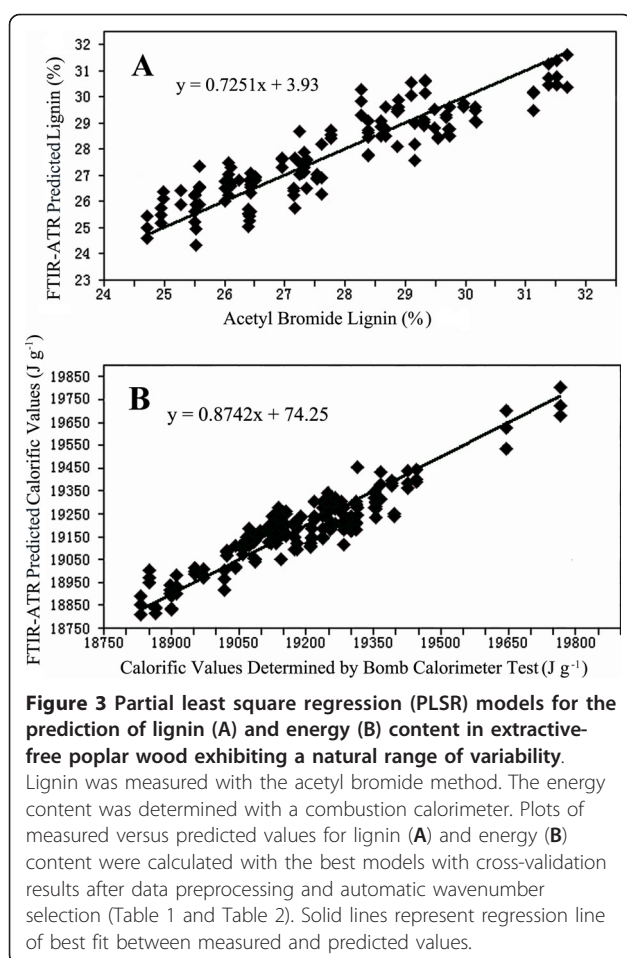 A
y = 0.7251x + 3.93
FTIR-ATR Predicted Lignin (%)
32
31
30
29
28
27
26
25
24
23
24 25 26 27 28 29 30 31 32
Acetyl Bromide Lignin (%)
B
y = 0.8742x + 74.25
FTIR-ATR Predicted Calorific Values (J g-1)
19850
19750
19650
19550
19450
19350
19250
19150
19050
18950
18850
18750
18750 18900 19050 19200 19350 19500 19650 19800
Calorific Values Determined by Bomb Calorimeter Test (J g-1)
Figure 3 Partial least square regression (PLSR) models for the
prediction of lignin (A) and energy (B) content in extractive-
free poplar wood exhibiting a natural range of variability.
Lignin was measured with the acetyl bromide method. The energy
content was determined with a combustion calorimeter. Plots of
measured versus predicted values for lignin (A) and energy (B)
content were calculated with the best models with cross-validation
results after data preprocessing and automatic wavenumber
selection (Table 1 and Table 2). Solid lines represent regression line
of best fit between measured and predicted values.